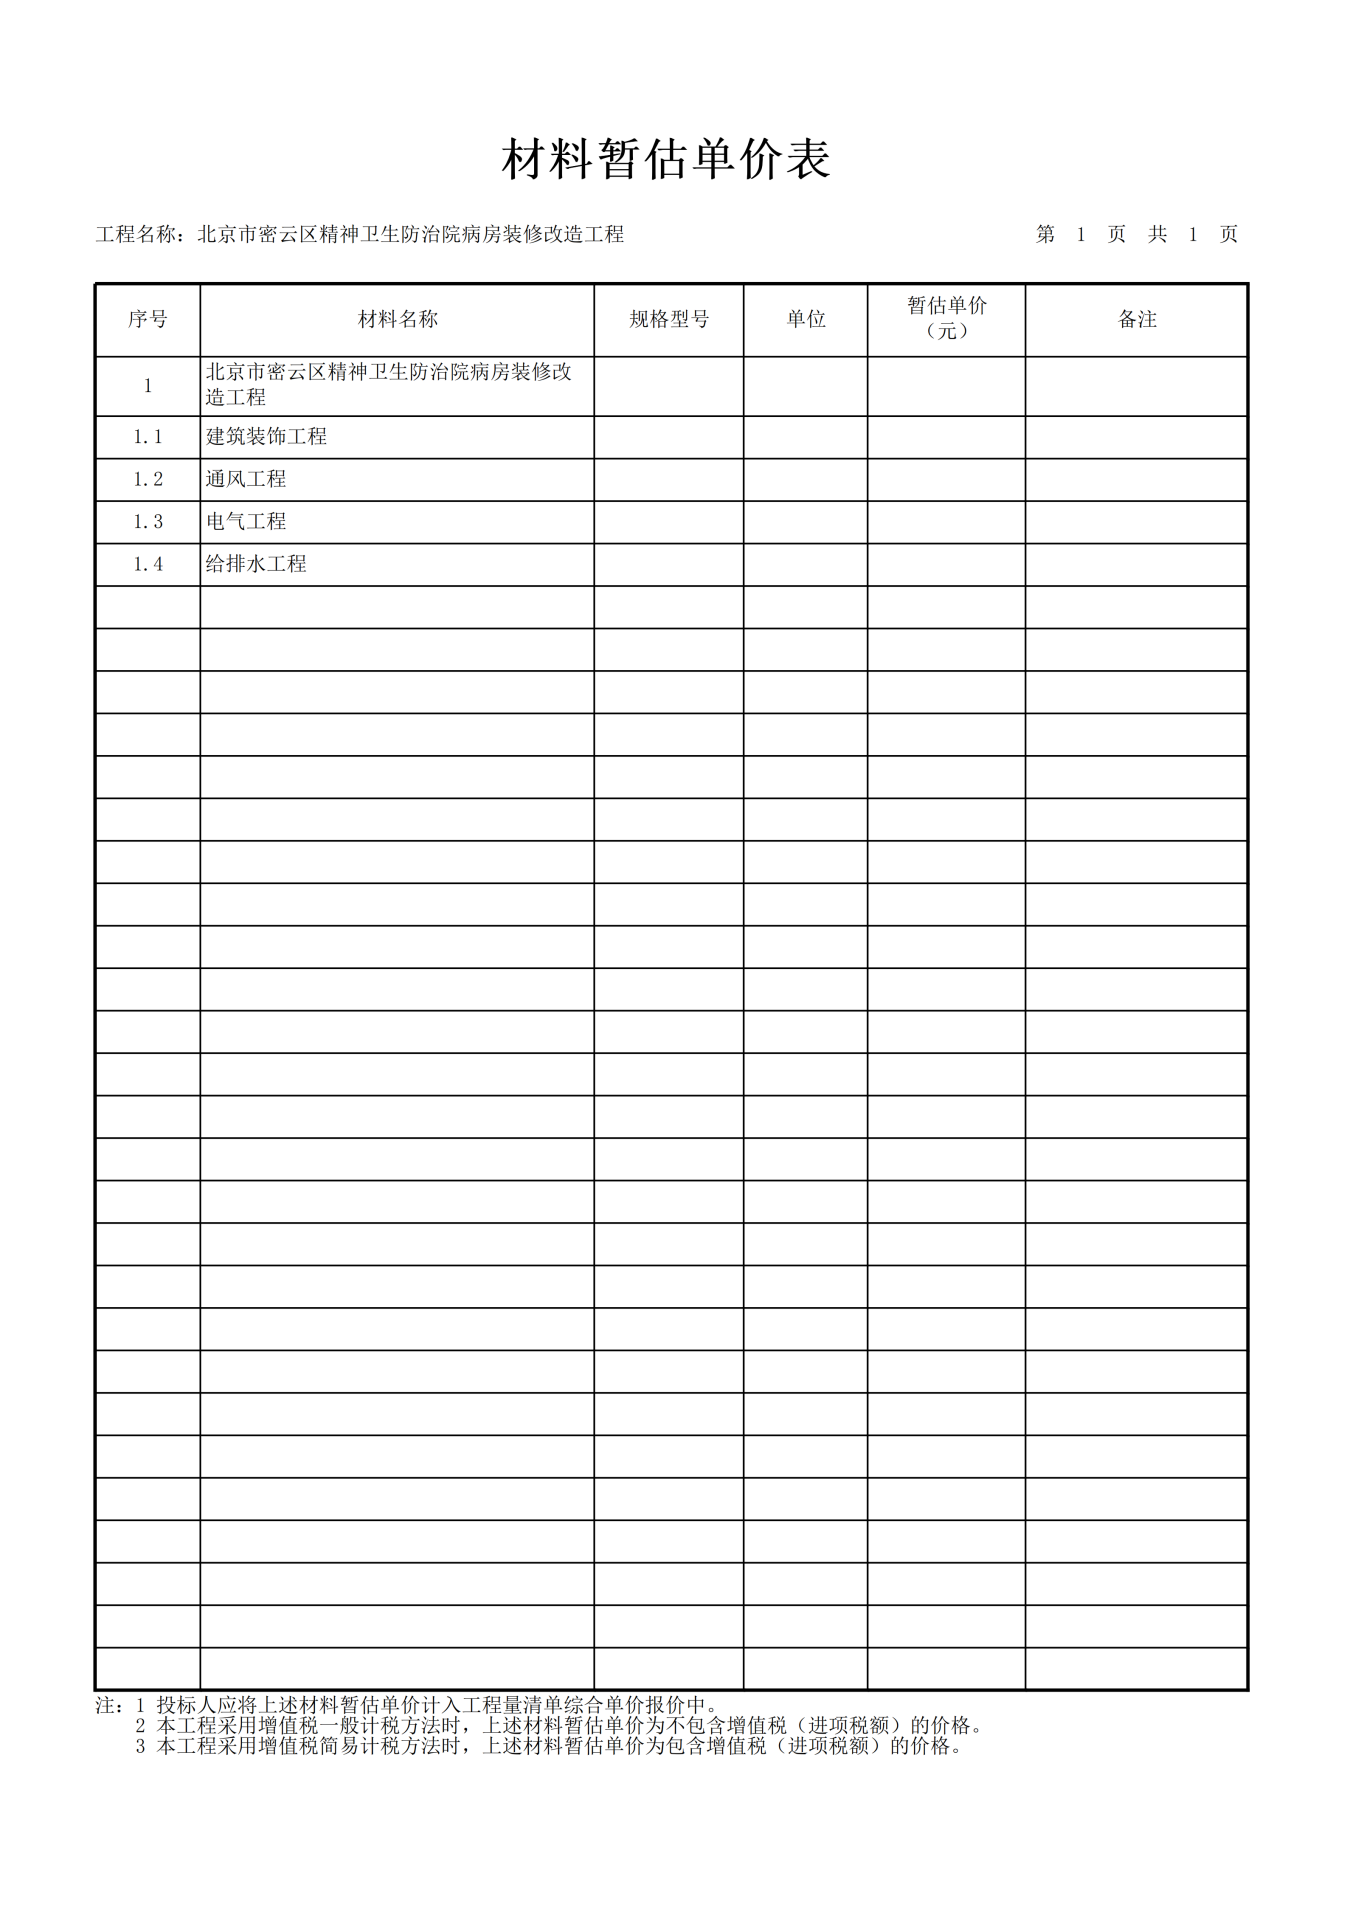 材料暂估单价表
工程名称：北京市密云区精神卫生防治院病房装修改造工程 第 1 页 共 1 页
序号 材料名称 规格型号 单位 暂估单价（元） 备注
1 北京市密云区精神卫生防治院病房装修改
造工程
1.1 建筑装饰工程
1.2 通风工程
1.3 电气工程
1.4 给排水工程
注：1 投标人应将上述材料暂估单价计入工程量清单综合单价报价中。
2 本工程采用增值税一般计税方法时，上述材料暂估单价为不包含增值税（进项税额）的价格。
3 本工程采用增值税简易计税方法时，上述材料暂估单价为包含增值税（进项税额）的价格。